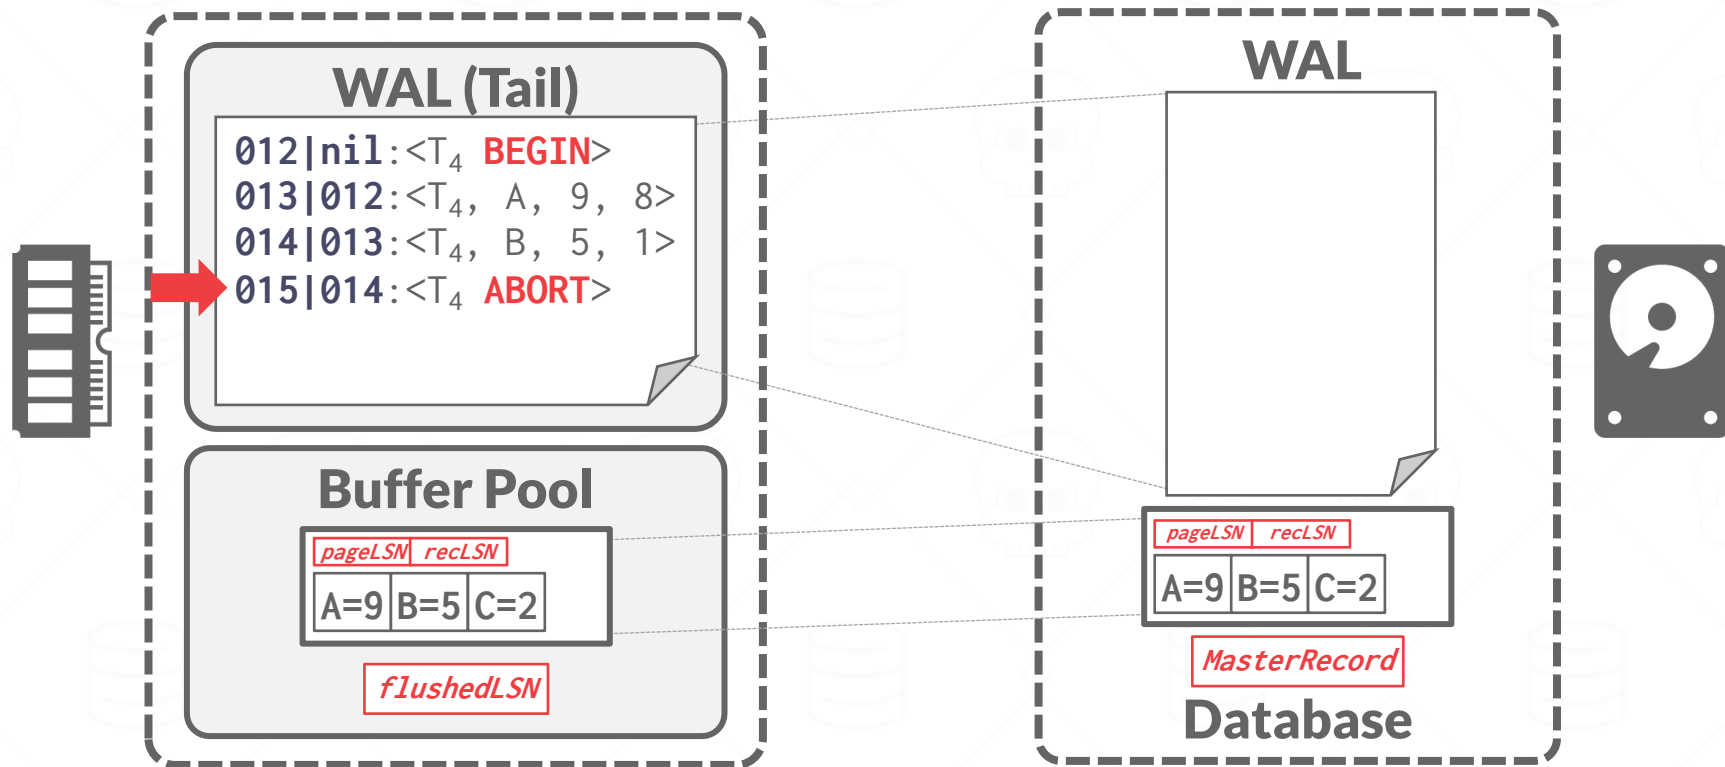 WAL (Tail)
012|nil:<T₄ BEGIN>
013|012:<T₄, A, 9, 8>
014|013:<T₄, B, 5, 1>
015|014:<T₄ ABORT>
Buffer Pool
pageLSN recLSN
A=9 B=5 C=2
flushedLSN
WAL
pageLSN recLSN
A=9 B=5 C=2
MasterRecord
Database